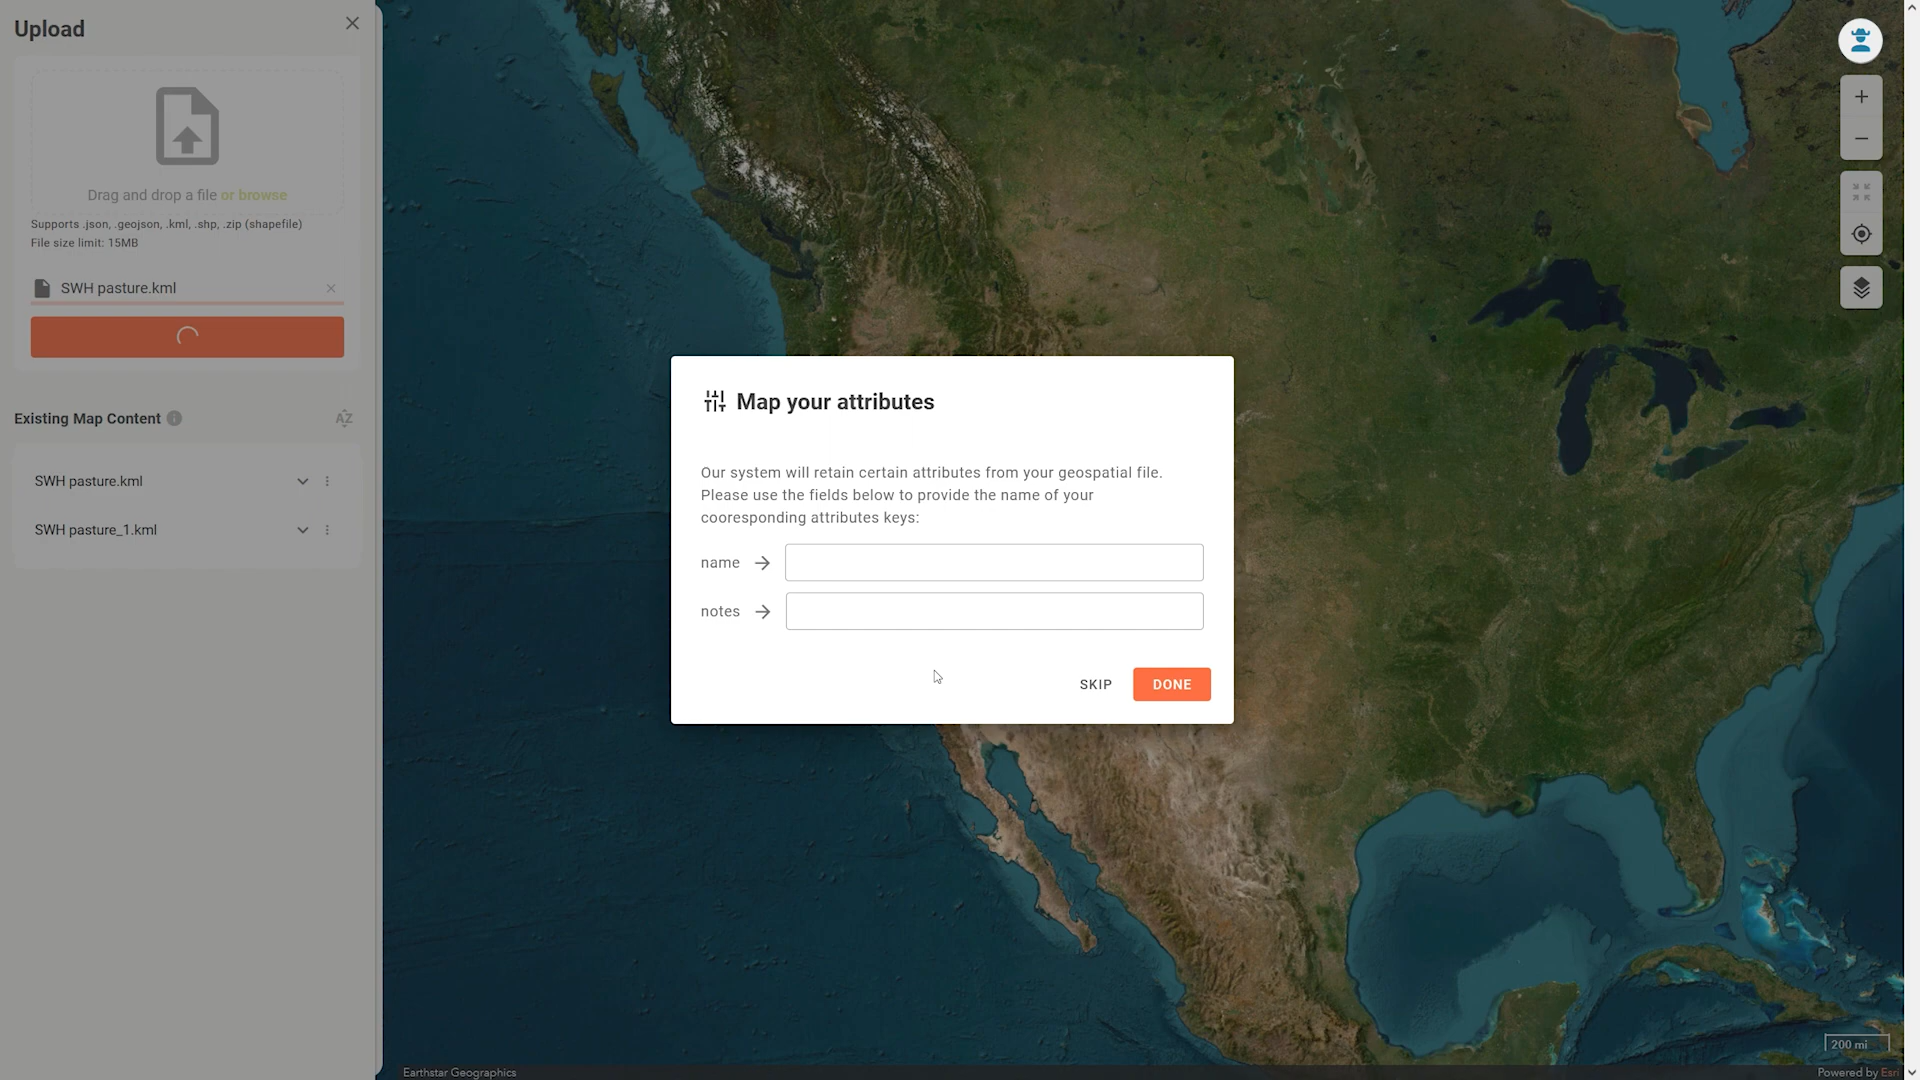 Upload
Drag and drop a file or browse
Supports .json, .geojson, .kml, .shp, .zip (shapefile)
File size limit: 15MB
SWH pasture.kml
Existing Map Content
AZ
SWH pasture.kml
SWH pasture_1.kml
Map your attributes
Our system will retain certain attributes from your geospatial file.
Please use the fields below to provide the name of your
cooresponding attributes keys:
name
notes
SKIP
DONE
200 mi
Earthstar Geographics
Powered by Esri